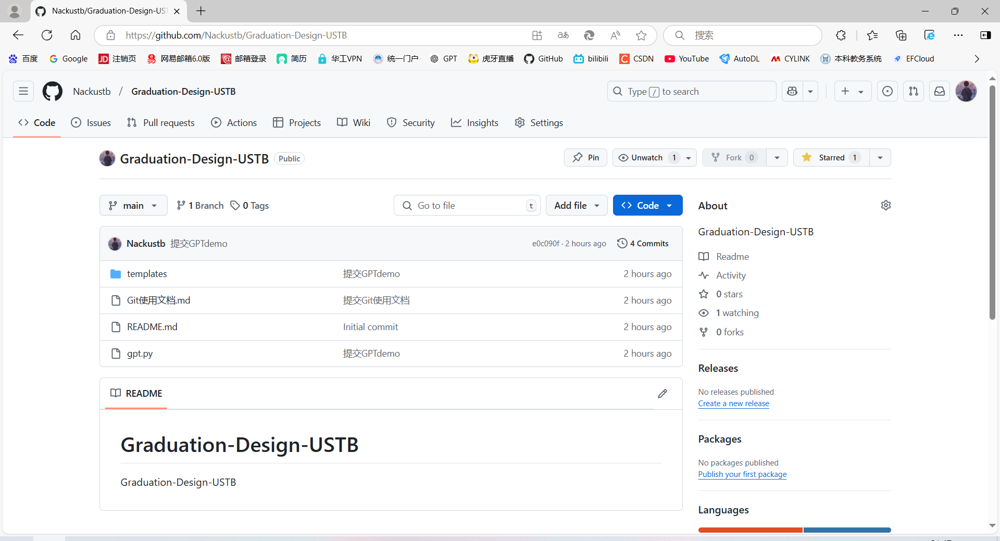 Nackustb/Graduation-Design-UST
https://github.com/Nackustb/Graduation-Design-USTB
aあ
A
搜索
百度
Google
JD 注销页
网易邮箱6.0版
邮箱登录
简历
华工VPN
统一门户
GPT
虎牙直播
GitHub
bilibili
C CSDN
YouTube
AutoDL
CYLINK
本科教务系统
EFCloud
Nackustb / Graduation-Design-USTB
Type / to search
Code
Issues
Pull requests
Actions
Projects
Wiki
Security
Insights
Settings
Graduation-Design-USTB Public
Pin
Unwatch 1
Fork 0
Starred 1
main
1 Branch
0 Tags
Go to file t
Add file
Code
Nackustb 提交GPTdemo e0c090f · 2 hours ago 4 Commits
templates 提交GPTdemo 2 hours ago
Git使用文档.md 提交Git使用文档 2 hours ago
README.md Initial commit 2 hours ago
gpt.py 提交GPTdemo 2 hours ago
README
Graduation-Design-USTB
Graduation-Design-USTB
About
Graduation-Design-USTB
Readme
Activity
0 stars
1 watching
0 forks
Releases
No releases published
Create a new release
Packages
No packages published
Publish your first package
Languages